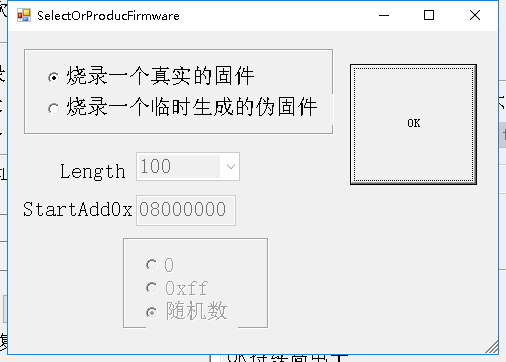 SelectOrProducFirmware
烧录一个真实的固件
烧录一个临时生成的伪固件
OK
Length 100
StartAdd0x 08000000
0
0xff
随机数